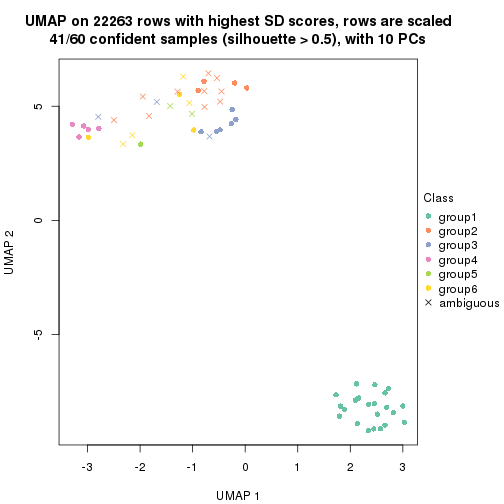 UMAP on 22263 rows with highest SD scores, rows are scaled
41/60 confident samples (silhouette > 0.5), with 10 PCs
5
0
-5
UMAP 2
-3
-2
-1
0
1
2
3
UMAP 1
Class
group1
group2
group3
group4
group5
group6
ambiguous